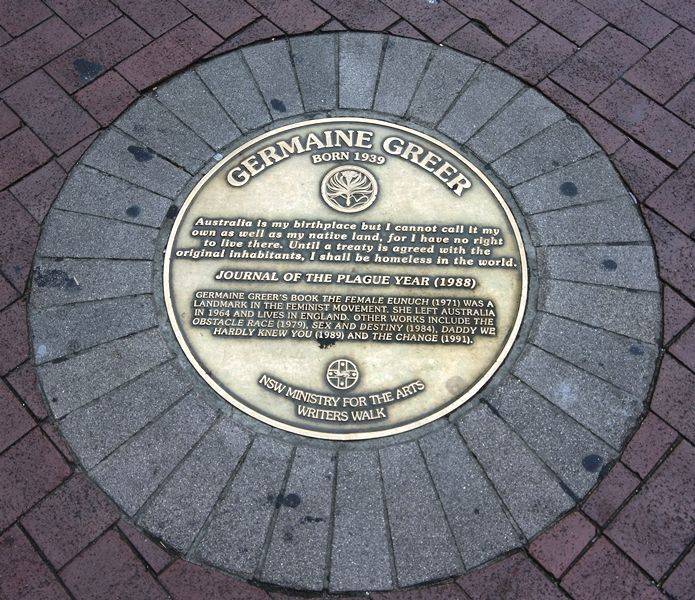 GERMAINE GREER
BORN 1939
Australia is my birthplace but I cannot call it my
own as well as my native land, for I have no right
to live there. Until a treaty is agreed with the
original inhabitants, I shall be homeless in the world.
JOURNAL OF THE PLAGUE YEAR (1988)
GERMAINE GREER'S BOOK THE FEMALE EUNUCH (1971) WAS A
LANDMARK IN THE FEMINIST MOVEMENT. SHE LEFT AUSTRALIA
IN 1964 AND LIVES IN ENGLAND. OTHER WORKS INCLUDE THE
OBSTACLE RACE (1979), SEX AND DESTINY (1984), DADDY WE
HARDLY KNEW YOU (1989) AND THE CHANGE (1991).
NSW MINISTRY FOR THE ARTS
WRITERS WALK